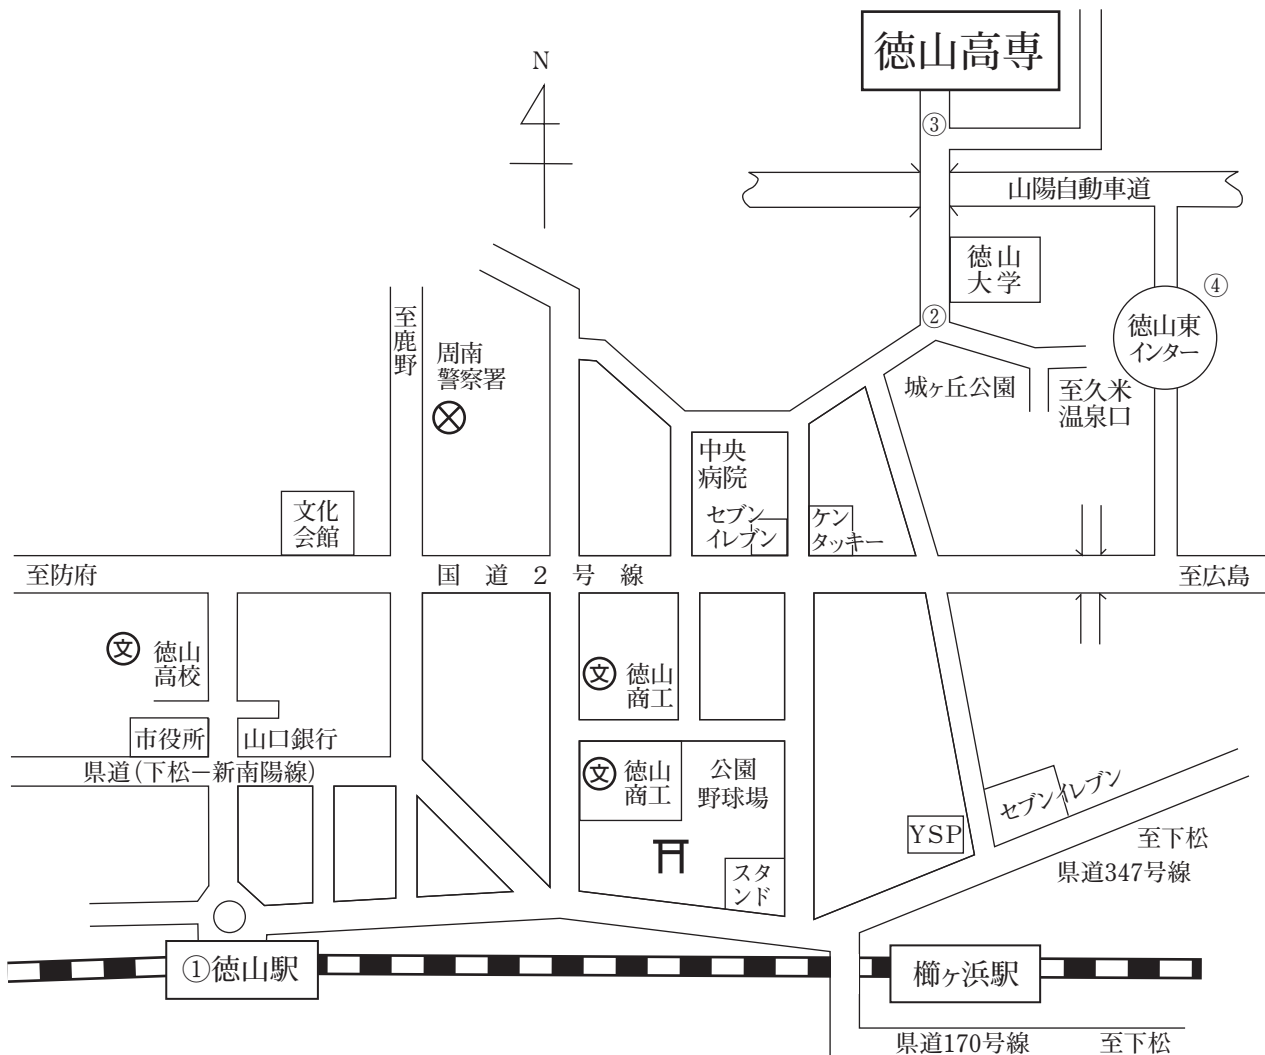 徳山高専
N
③
山陽自動車道
徳山
大学
④
②
徳山東
インター
至鹿野
周南
警察署
城ヶ丘公園
至久米
温泉口
中央
病院
セブン
イレブン
ケン
タッキー
文化
会館
至防府
国道2号線
至広島
文
徳山
高校
文
徳山
商工
市役所
山口銀行
県道(下松−新南陽線)
文
徳山
商工
公園
野球場
セブンイレブン
YSP
至下松
県道347号線
スタ
ンド
①徳山駅
櫛ヶ浜駅
県道170号線
至下松